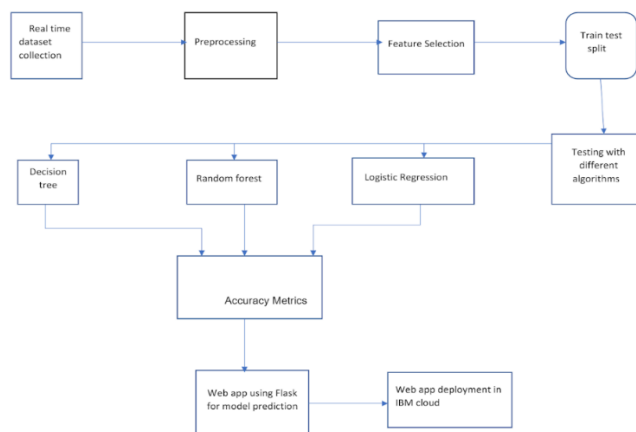 Real time
dataset
collection
Preprocessing
Feature Selection
Train test
split
Testing with
different
algorithms
Decision
tree
Random forest
Logistic Regression
Accuracy Metrics
Web app using Flask
for model prediction
Web app deployment in
IBM cloud